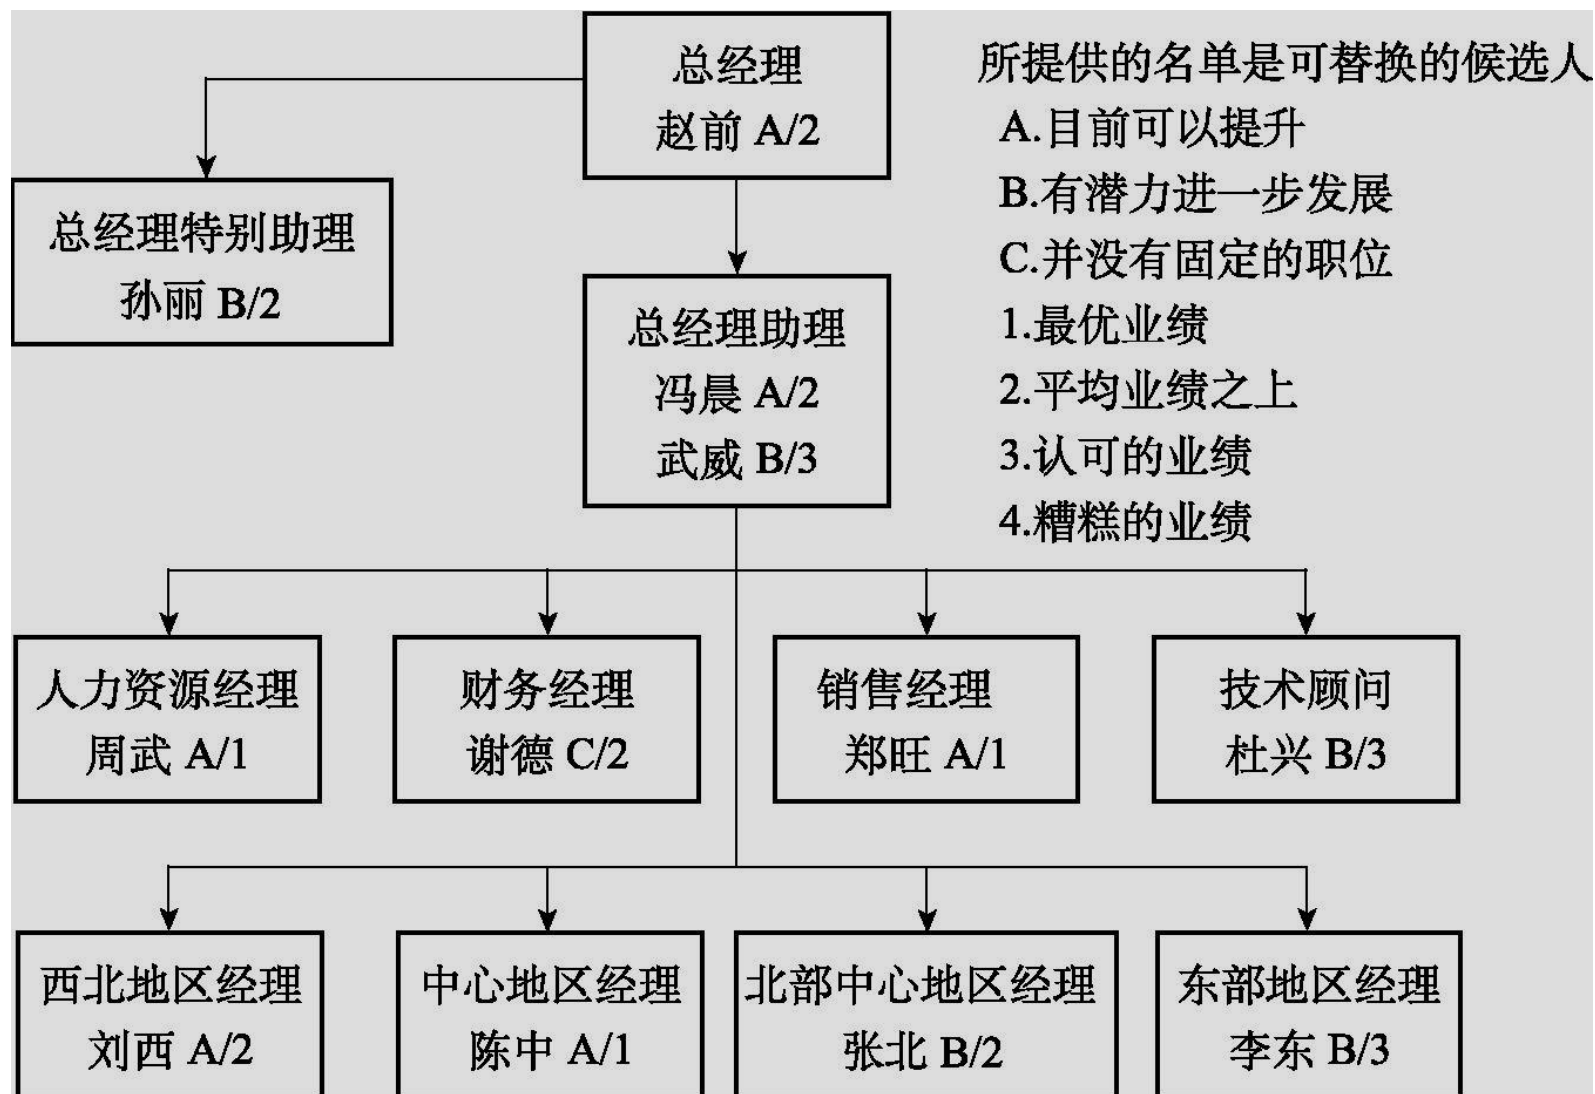 总经理
赵前 A/2
所提供的名单是可替换的候选人
A.目前可以提升
B.有潜力进一步发展
C.并没有固定的职位
1.最优业绩
2.平均业绩之上
3.认可的业绩
4.糟糕的业绩
总经理特别助理
孙丽 B/2
总经理助理
冯晨 A/2
武威 B/3
人力资源经理
周武 A/1
财务经理
谢德 C/2
销售经理
郑旺 A/1
技术顾问
杜兴 B/3
西北地区经理
刘西 A/2
中心地区经理
陈中 A/1
北部中心地区经理
张北 B/2
东部地区经理
李东 B/3